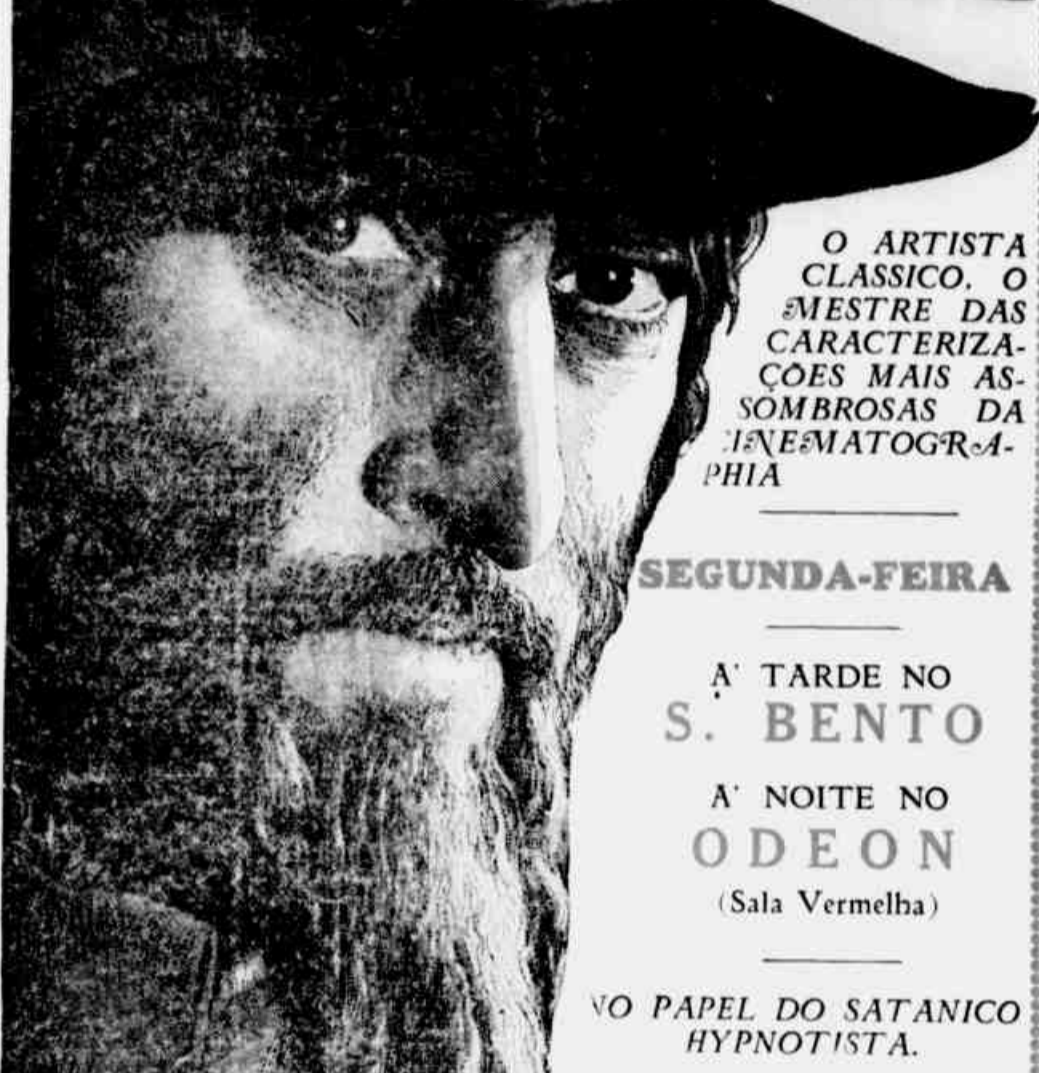 O ARTISTA
CLASSICO. O
MESTRE DAS
CARACTERIZA-
ÇÕES MAIS AS-
SOMBROSAS DA
CINEMATOGRA-
PHIA
SEGUNDA-FEIRA
A' TARDE NO
S. BENTO
A' NOITE NO
ODEON
(Sala Vermelha)
NO PAPEL DO SATANICO
HYPNOTISTA.